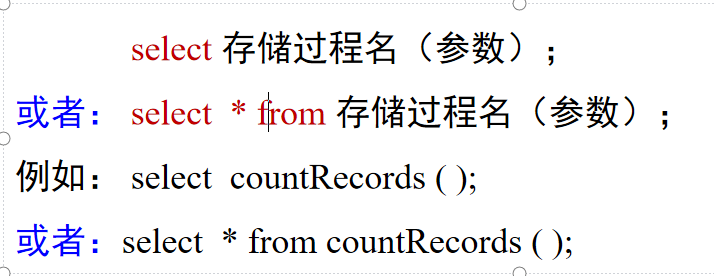 select 存储过程名（参数）；
或者： select * from 存储过程名（参数）；
例如： select countRecords ( );
或者：select * from countRecords ( );